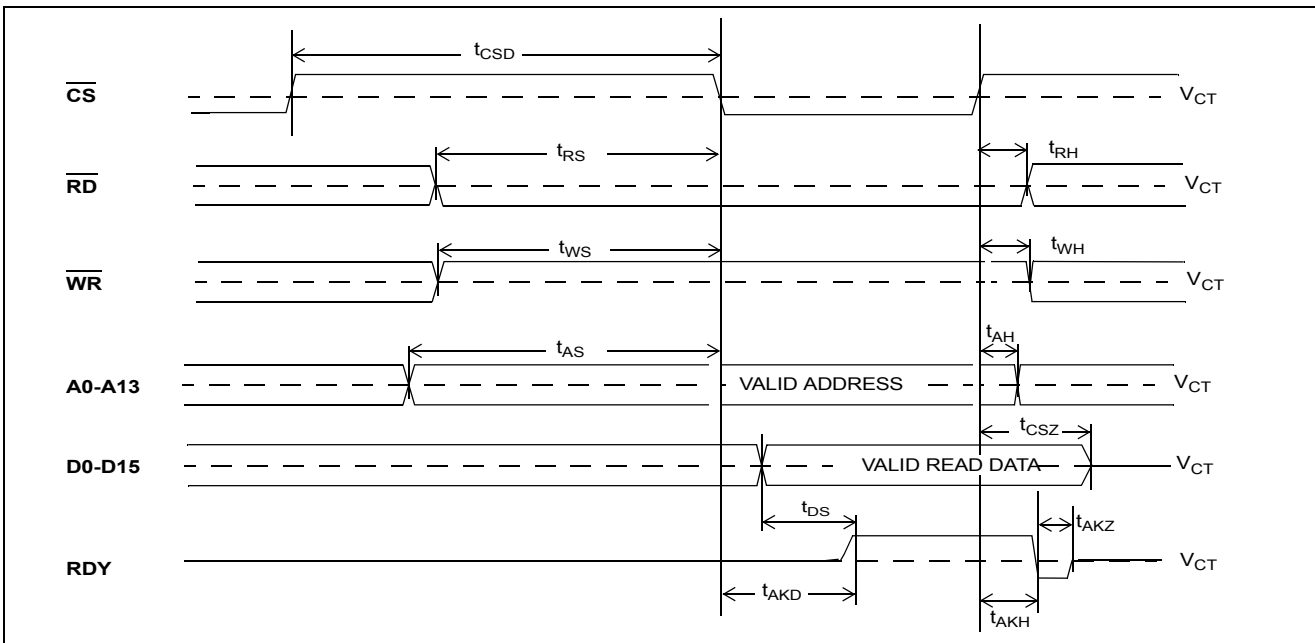 tCSD
CS VCT
tRS tRH
RD VCT
tWS tWH
WR VCT
tAS tAH
A0-A13 VALID ADDRESS VCT
tCSZ
D0-D15 VALID READ DATA VCT
tDS tAKZ
RDY VCT
tAKD tAKH